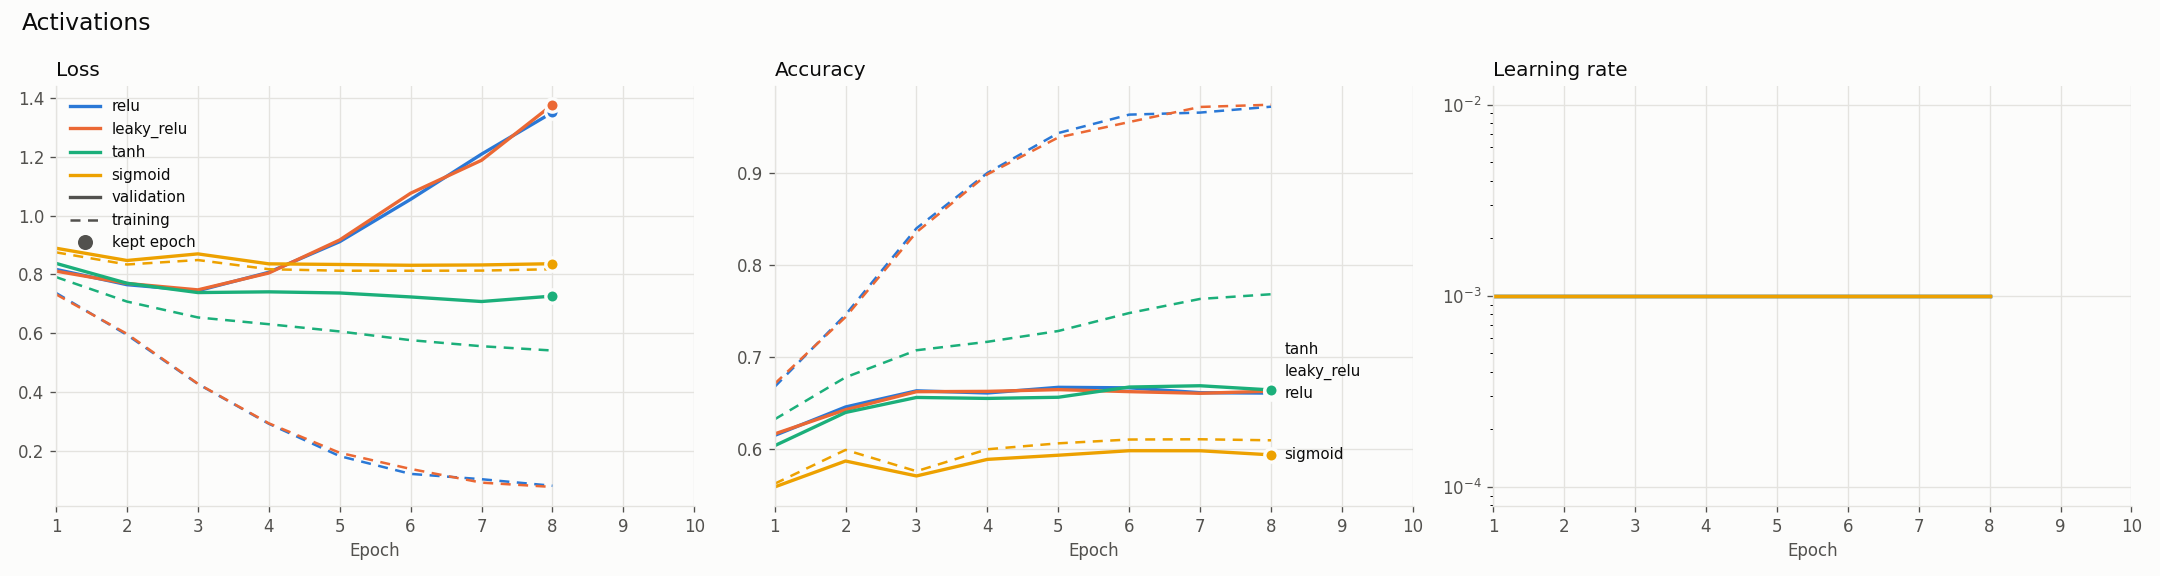 Activations
Loss
1.4
1.2
1.0
0.8
0.6
0.4
0.2
relu
leaky_relu
tanh
sigmoid
validation
training
kept epoch
1 2 3 4 5 6 7 8 9 10
Epoch
Accuracy
0.9
0.8
0.7
0.6
tanh
leaky_relu
relu
sigmoid
1 2 3 4 5 6 7 8 9 10
Epoch
Learning rate
10⁻²
10⁻³
10⁻⁴
1 2 3 4 5 6 7 8 9 10
Epoch